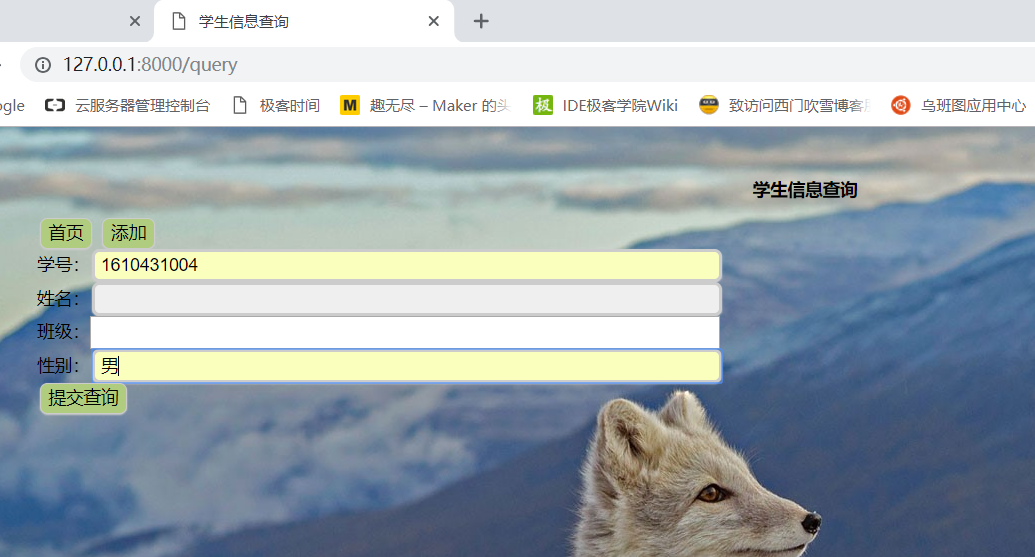 学生信息查询
127.0.0.1:8000/query
ogle 云服务器管理控制台 极客时间 M 趣无尽 – Maker 的头 极 IDE极客学院Wiki 致访问西门吹雪博客 乌班图应用中心
学生信息查询
首页 添加
学号： 1610431004
姓名：
班级：
性别： 男
提交查询